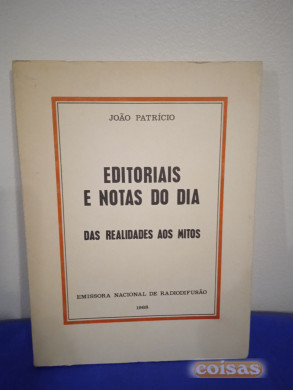 JOÃO PATRÍCIO
EDITORIAIS
E NOTAS DO DIA
DAS REALIDADES AOS MITOS
EMISSORA NACIONAL DE RADIODIFUSÃO
coisas